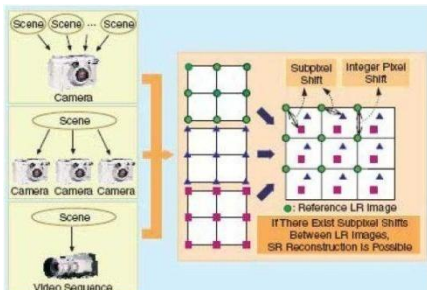 Scene Scene ... Scene
Camera
Scene
Camera Camera Camera
Scene
Video Sequence
Subpixel
Shift
Integer Pixel
Shift
: Reference LR Image
If There Exist Subpixel Shifts
Between LR Images,
SR Reconstruction Is Possible